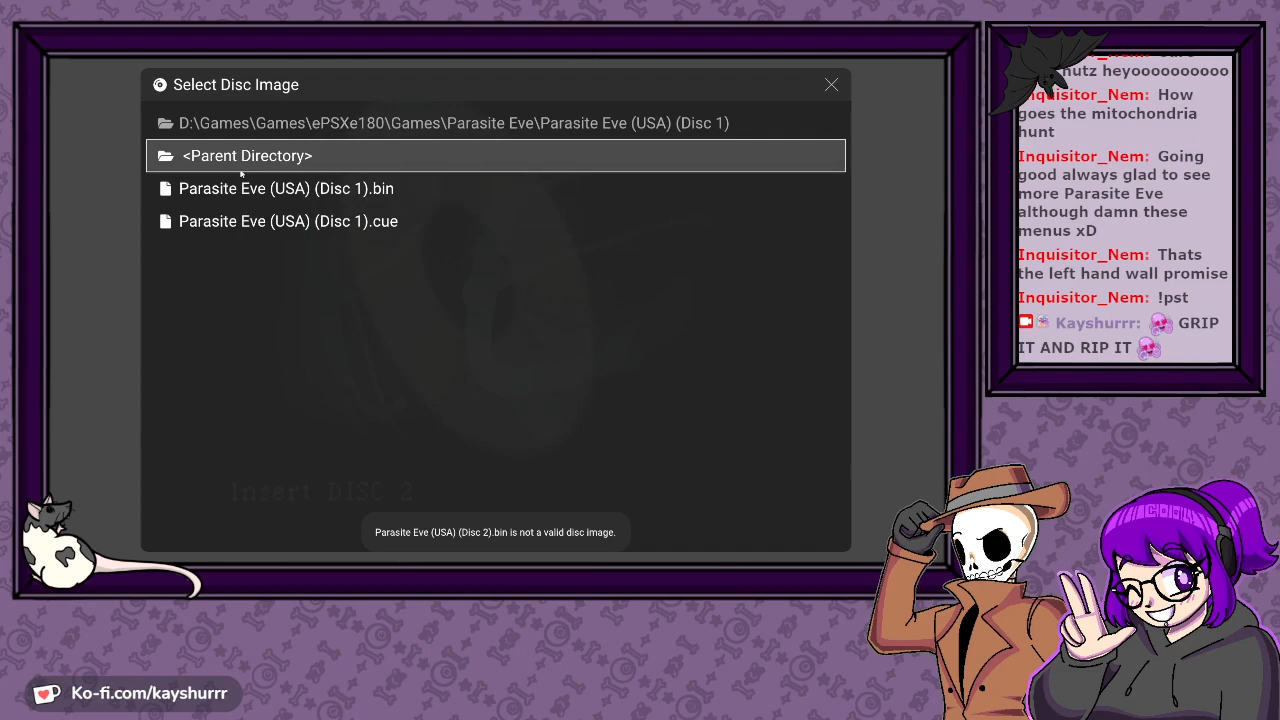 Select Disc Image
D:\Games\Games\ePSXe180\Games\Parasite Eve\Parasite Eve (USA) (Disc 1)
<Parent Directory>
Parasite Eve (USA) (Disc 1).bin
Parasite Eve (USA) (Disc 1).cue
Insert DISC 2
Parasite Eve (USA) (Disc 2).bin is not a valid disc image.
nutz heyoooooooooo
Inquisitor_Nem: How
goes the mitochondria
hunt
Inquisitor_Nem: Going
good always glad to see
more Parasite Eve
although damn these
menus xD
Inquisitor_Nem: Thats
the left hand wall promise
Inquisitor_Nem: !pst
Kayshurrr: GRIP
IT AND RIP IT
Ko-fi.com/kayshurrr